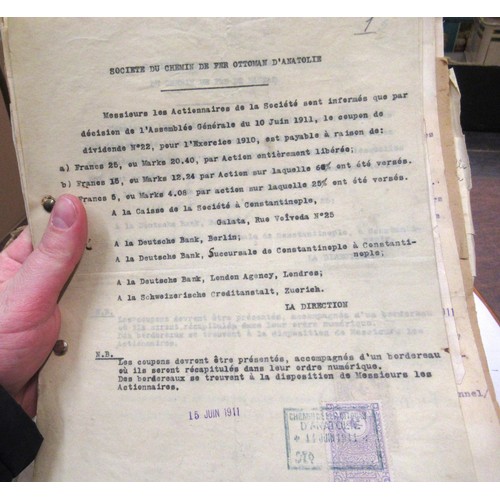 1
SOCIETE DU CHEMIN DE FER OTTOMAN D'ANATOLIE
Messieurs les Actionnaires de la Société sont informés que par
décision de l'Assemblée Générale du 10 Juin 1911, le coupon de
dividende N°22, pour l'Exercice 1910, est payable à raison de:
a) Francs 25, ou Marks 20.40, par Action entièrement libérée;
b) Francs 15, ou Marks 12.24 par Action sur laquelle 60% ont été versés.
Francs 5, ou Marks 4.08 par action sur laquelle 25% ont été versés.
A la Caisse de la Société à Constantinople,
Galata, Rue Voïvoda N°25
à la Deutsche Bank, Berlin;
A la Deutsche Bank, Succursale de Constantinople à Constanti-
nople;
A la Deutsche Bank, London Agency, Londres;
A la Schweizerische Creditanstalt, Zuerich.
LA DIRECTION
N.B.
Les coupons devront être présentés, accompagnés d'un bordereau
où ils seront récapitulés dans leur ordre numérique.
Des bordereaux se trouvent à la disposition de Messieurs les
Actionnaires.
15 JUIN 1911
D'ANATOLIE
JUIN 1911